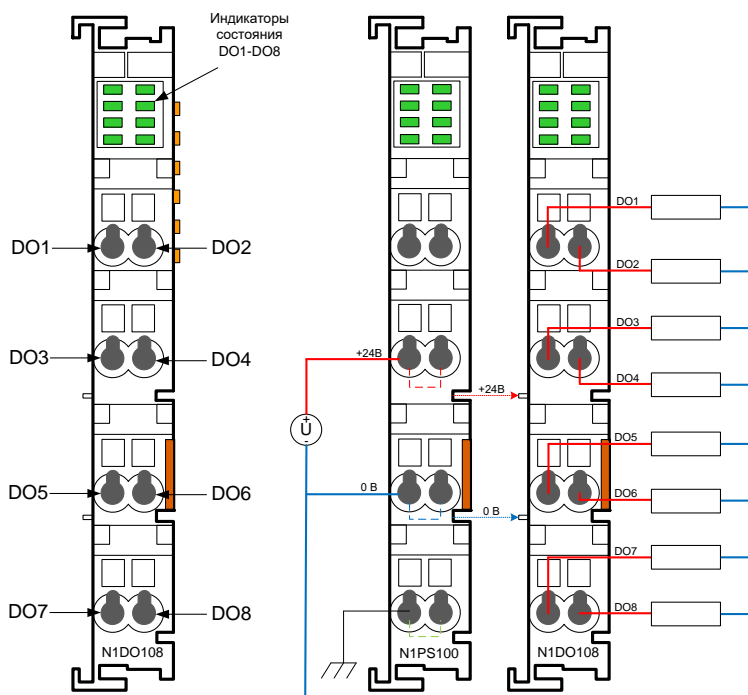 Индикаторы
состояния
DO1-DO8
DO1
DO2
DO3
DO4
DO5
DO6
DO7
DO8
N1DO108
+24В
+
U
-
0 В
N1PS100
+24В
0 В
DO1
DO2
DO3
DO4
DO5
DO6
DO7
DO8
N1DO108